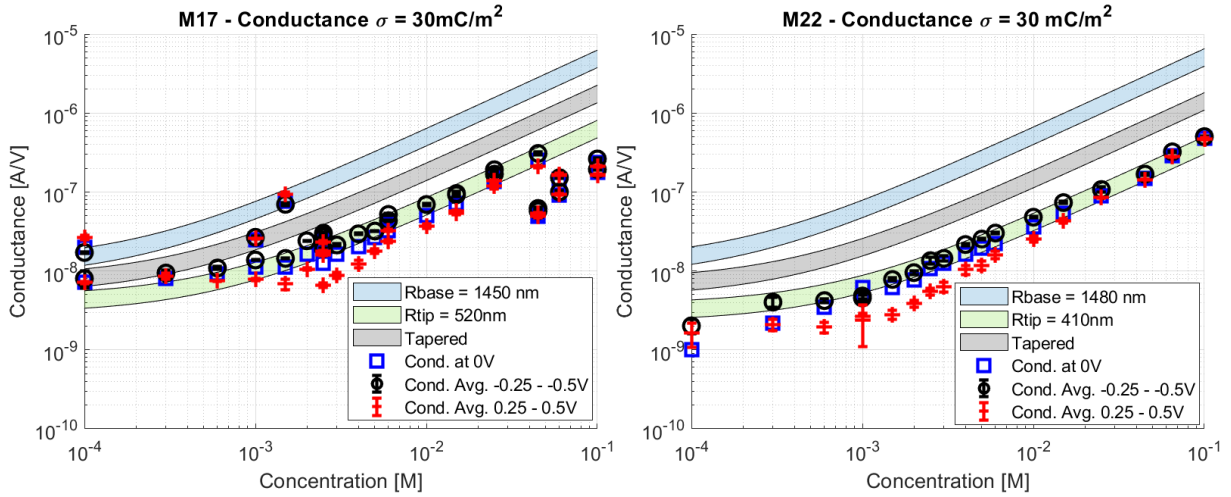 M17 - Conductance σ = 30mC/m²
Conductance [A/V]
10⁻⁵
10⁻⁶
10⁻⁷
10⁻⁸
10⁻⁹
10⁻¹⁰
10⁻⁴
10⁻³
10⁻²
10⁻¹
Concentration [M]
Rbase = 1450 nm
Rtip = 520nm
Tapered
Cond. at 0V
Cond. Avg. -0.25 - -0.5V
Cond. Avg. 0.25 - 0.5V
M22 - Conductance σ = 30 mC/m²
Conductance [A/V]
10⁻⁵
10⁻⁶
10⁻⁷
10⁻⁸
10⁻⁹
10⁻¹⁰
10⁻⁴
10⁻³
10⁻²
10⁻¹
Concentration [M]
Rbase = 1480 nm
Rtip = 410nm
Tapered
Cond. at 0V
Cond. Avg. -0.25 - -0.5V
Cond. Avg. 0.25 - 0.5V